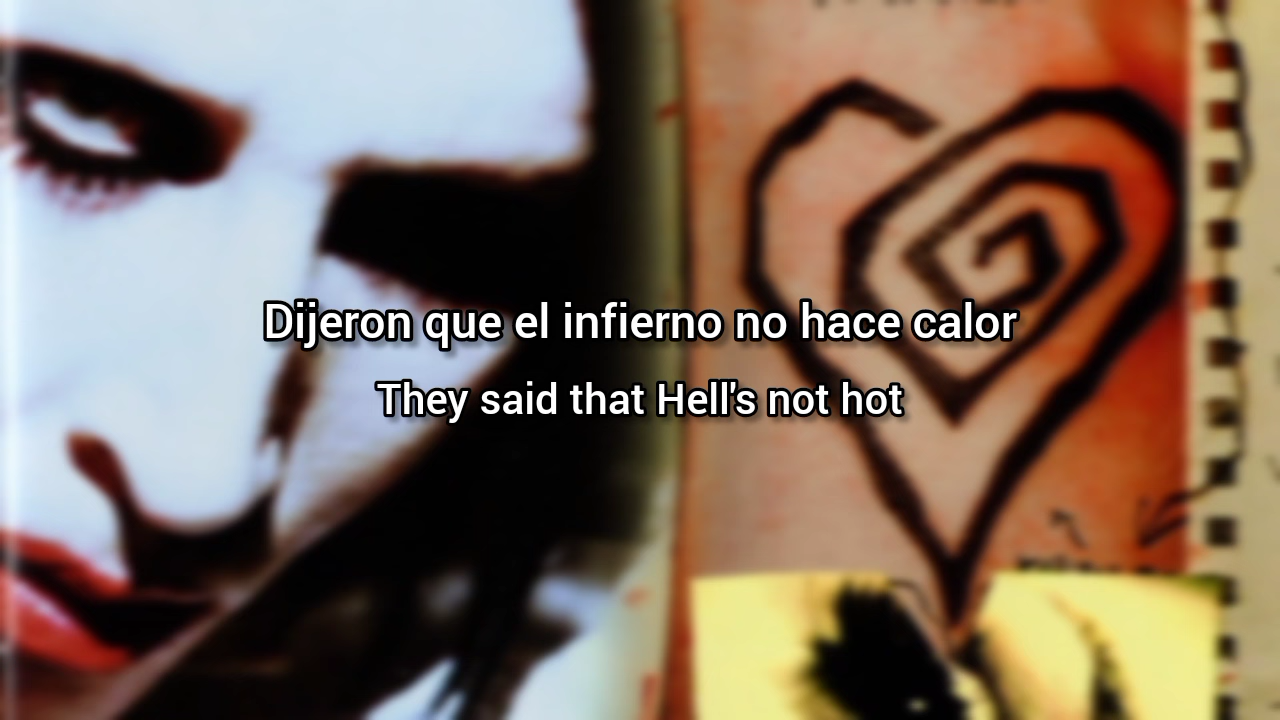 Dijeron que el infierno no hace calor
They said that Hell's not hot